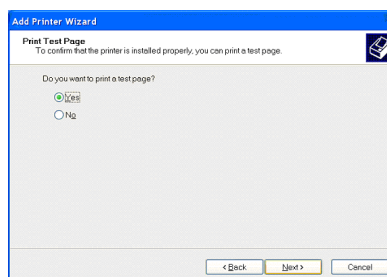 Add Printer Wizard
Print Test Page
To confirm that the printer is installed properly, you can print a test page.
Do you want to print a test page?
Yes
No
< Back
Next >
Cancel